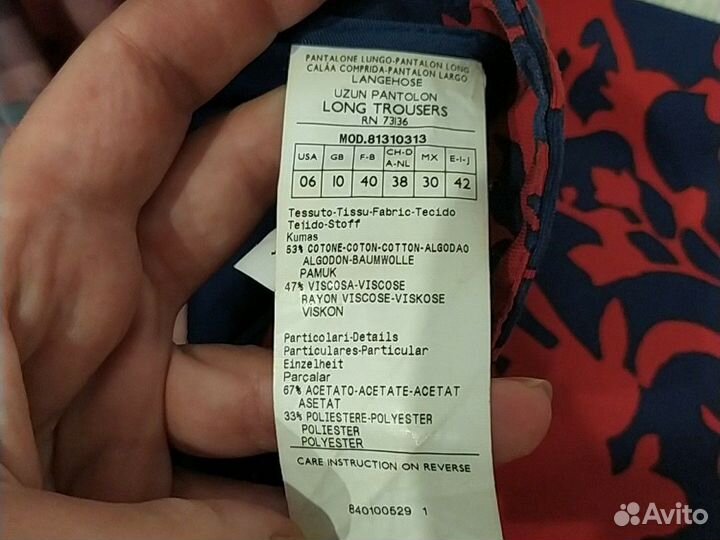 PANTALONE LUNGO-PANTALON LONG
CALÁA COMPRIDA-PANTALON LARGO
LANGEHOSE
UZUN PANTOLON
LONG TROUSERS
RN 73136
MOD.81310313
USA GB F-B CH-D A-NL MX E-I-J
06 10 40 38 30 42
Tessuto-Tissu-Fabric-Tecido
Tejido-Stoff
Kumas
53% COTONE-COTON-COTTON-ALGODAO
ALGODON-BAUMWOLLE
PAMUK
47% VISCOSA-VISCOSE
RAYON VISCOSE-VISKOSE
VISKON
Particolari-Details
Particulares-Particular
Einzelheit
Parçalar
67% ACETATO-ACETATE-ACETAT
ASETAT
33% POLIESTERE-POLYESTER
POLIESTER
POLYESTER
CARE INSTRUCTION ON REVERSE
840100529 1
Avito